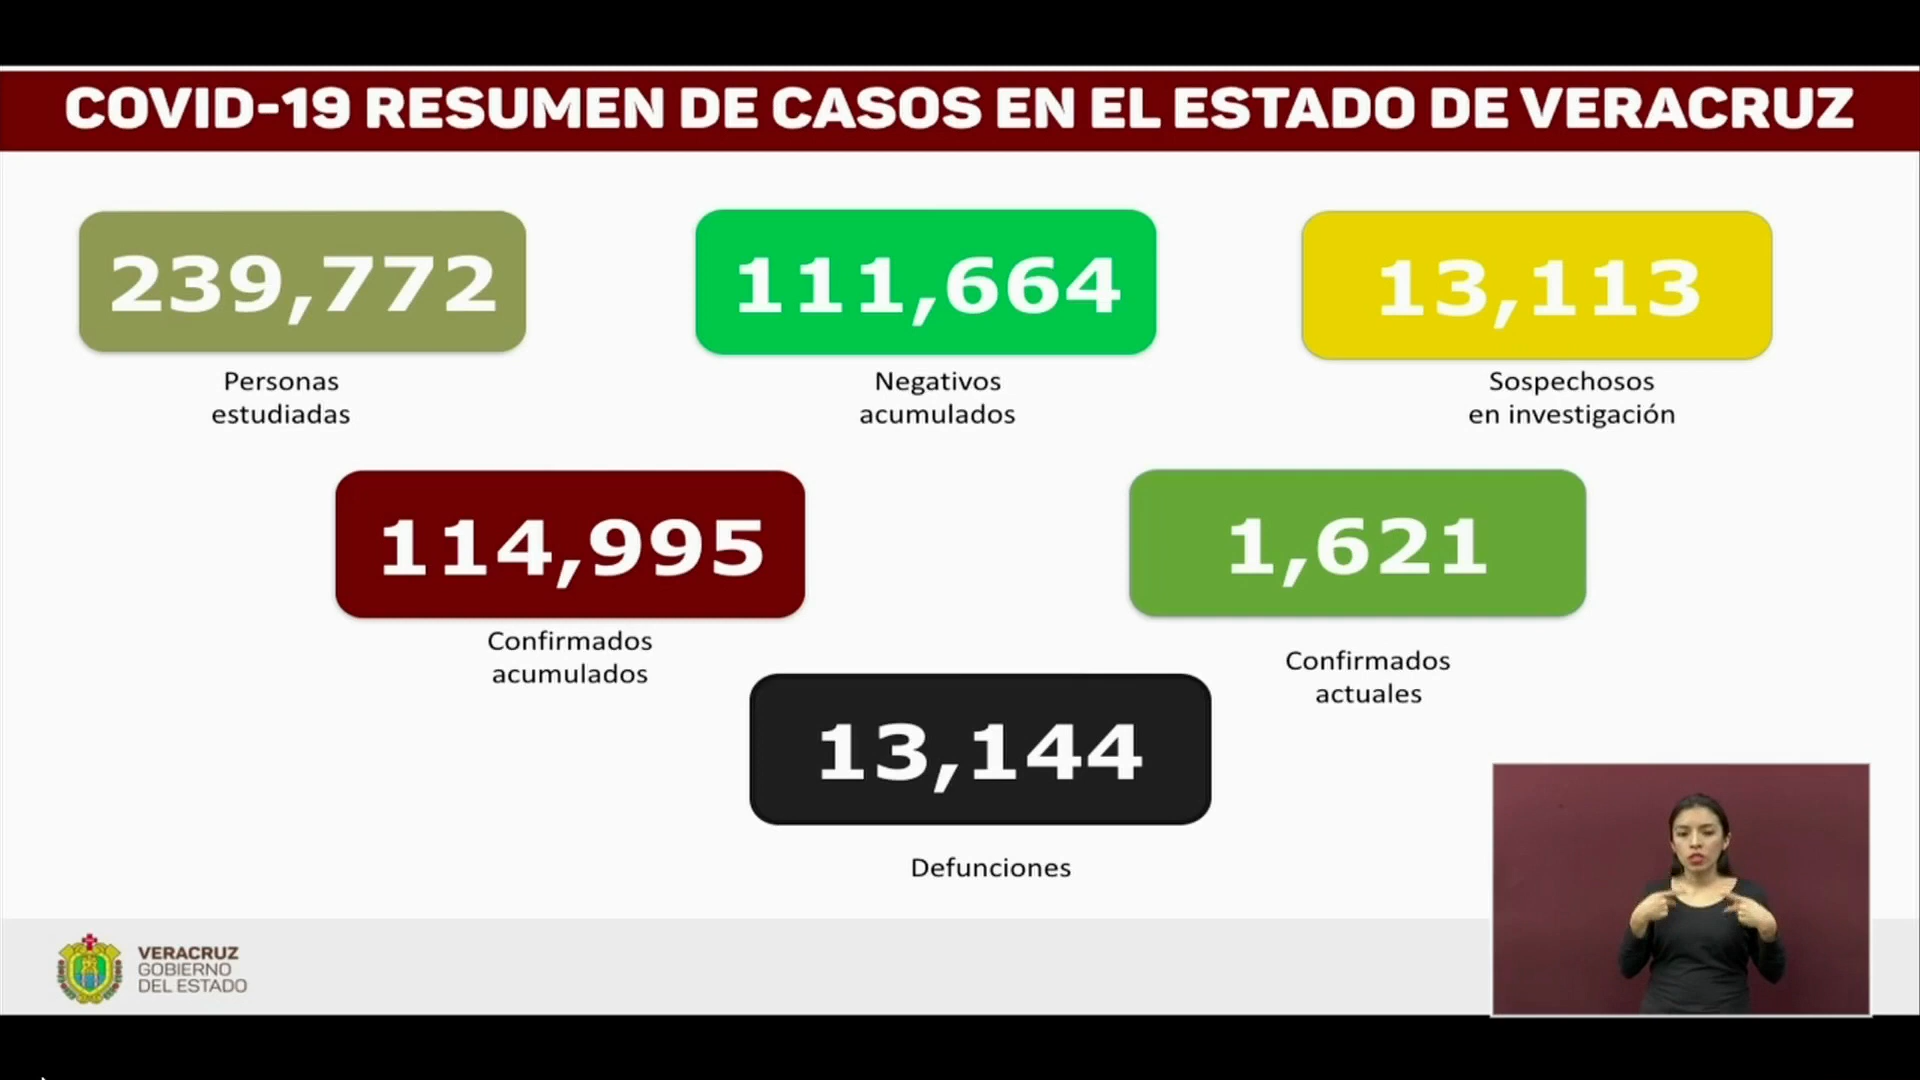 COVID-19 RESUMEN DE CASOS EN EL ESTADO DE VERACRUZ
239,772
Personas
estudiadas
111,664
Negativos
acumulados
13,113
Sospechosos
en investigación
114,995
Confirmados
acumulados
1,621
Confirmados
actuales
13,144
Defunciones
VERACRUZ
GOBIERNO
DEL ESTADO